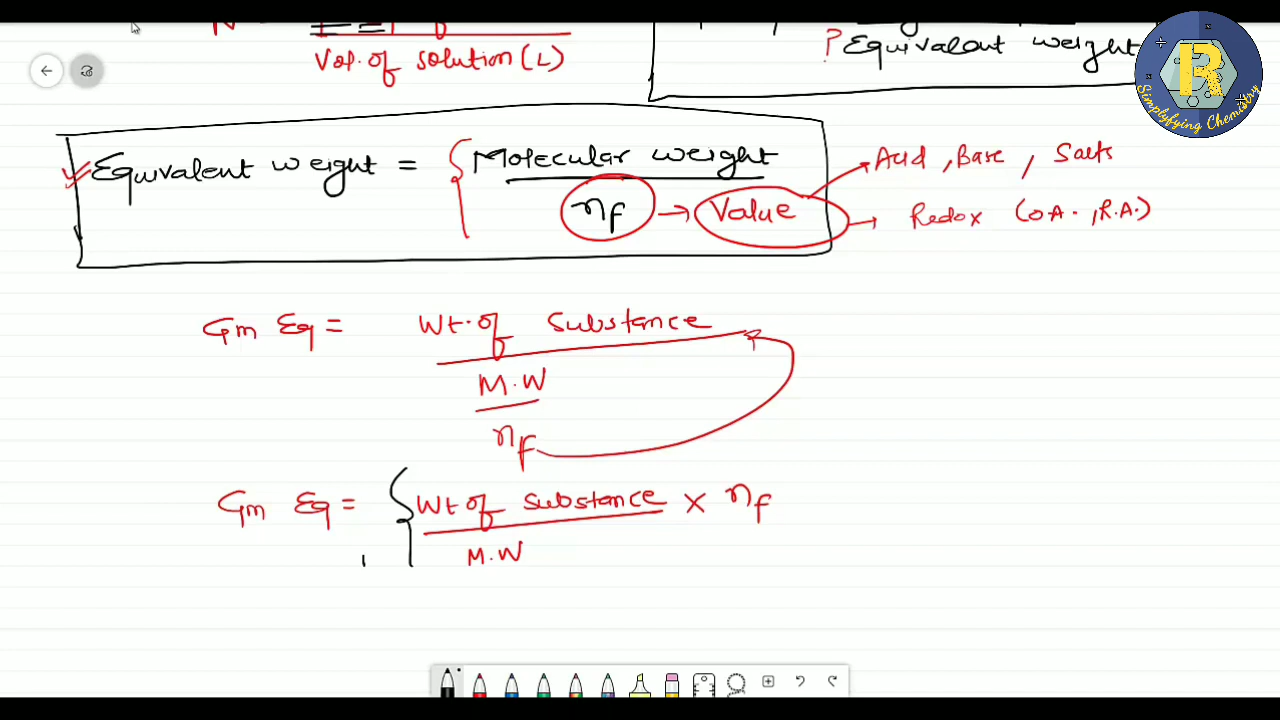 N
Vol. of solution (L)
? Equivalent weight
R
Simplyfying Chemistry
Equivalent weight = Molecular weight
nf → Value
Acid, Base, Salts
Redox (O.A., R.A.)
Gm Eq = Wt. of Substance
M.W
nf
Gm Eq = Wt of substance × nf
M.W